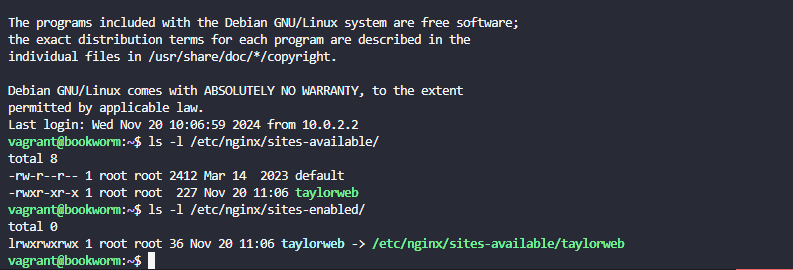 The programs included with the Debian GNU/Linux system are free software;
the exact distribution terms for each program are described in the
individual files in /usr/share/doc/*/copyright.
Debian GNU/Linux comes with ABSOLUTELY NO WARRANTY, to the extent
permitted by applicable law.
Last login: Wed Nov 20 10:06:59 2024 from 10.0.2.2
vagrant@bookworm:~$ ls -l /etc/nginx/sites-available/
total 8
-rw-r--r-- 1 root root 2412 Mar 14  2023 default
-rwxr-xr-x 1 root root  227 Nov 20 11:06 taylorweb
vagrant@bookworm:~$ ls -l /etc/nginx/sites-enabled/
total 0
lrwxrwxrwx 1 root root 36 Nov 20 11:06 taylorweb -> /etc/nginx/sites-available/taylorweb
vagrant@bookworm:~$